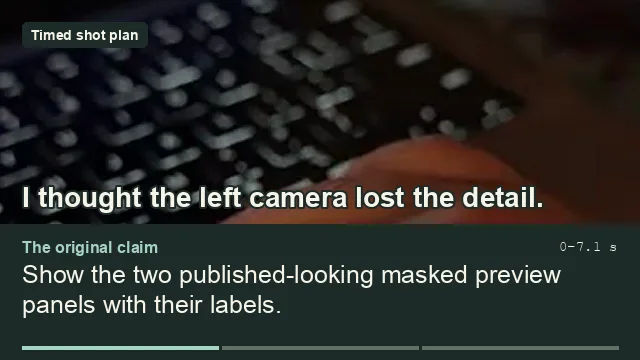 Timed shot plan
I thought the left camera lost the detail.
The original claim
0–7.1 s
Show the two published-looking masked preview
panels with their labels.